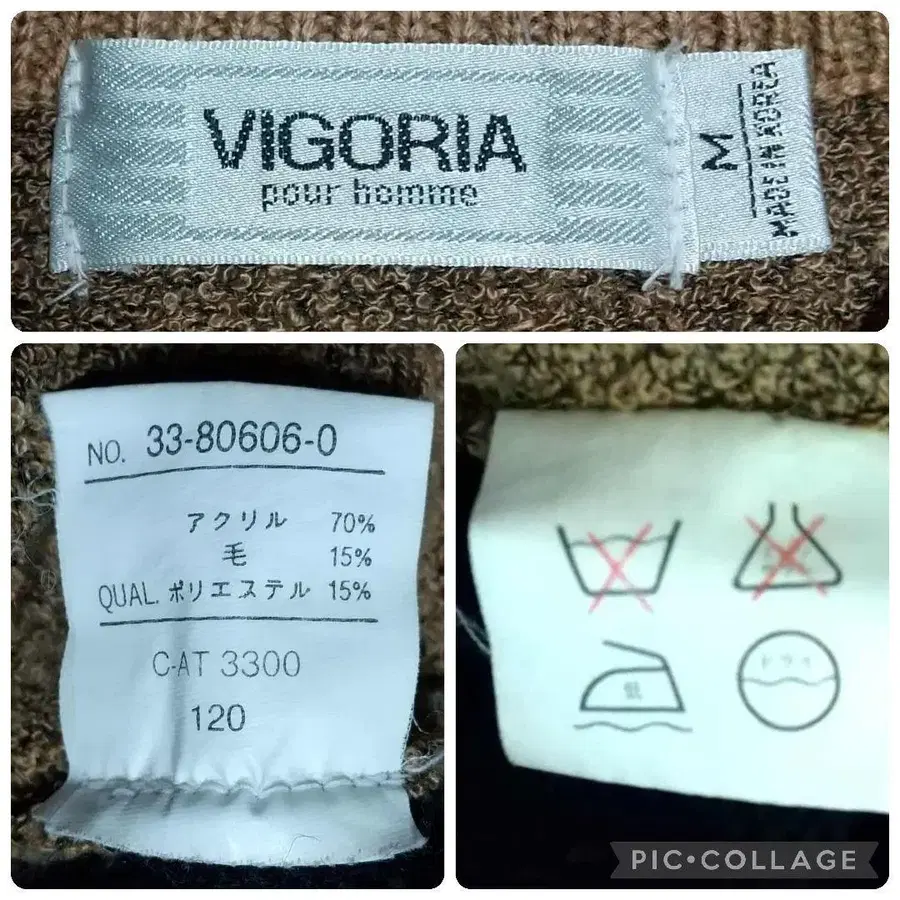 VIGORIA
pour homme
M
MADE IN KOREA
NO. 33-80606-0
アクリル 70%
毛 15%
QUAL. ポリエステル 15%
C-AT 3300
120
低
ドライ
PIC•COLLAGE